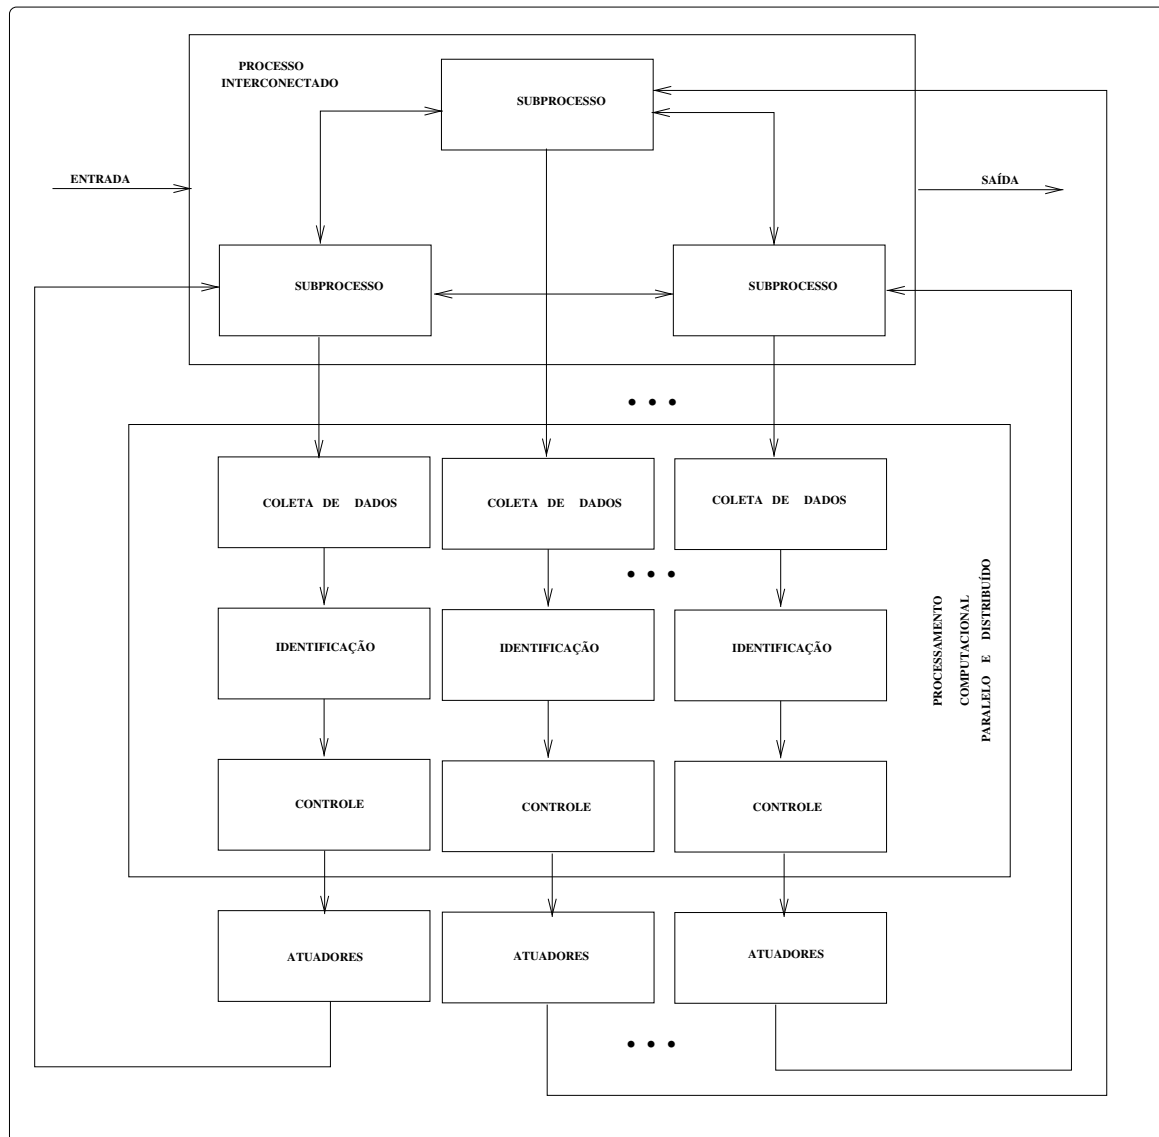 PROCESSO
INTERCONECTADO
SUBPROCESSO
ENTRADA
SAÍDA
SUBPROCESSO
SUBPROCESSO
COLETA DE DADOS
COLETA DE DADOS
COLETA DE DADOS
IDENTIFICAÇÃO
IDENTIFICAÇÃO
IDENTIFICAÇÃO
PROCESSAMENTO
COMPUTACIONAL
PARALELO E DISTRIBUÍDO
CONTROLE
CONTROLE
CONTROLE
ATUADORES
ATUADORES
ATUADORES